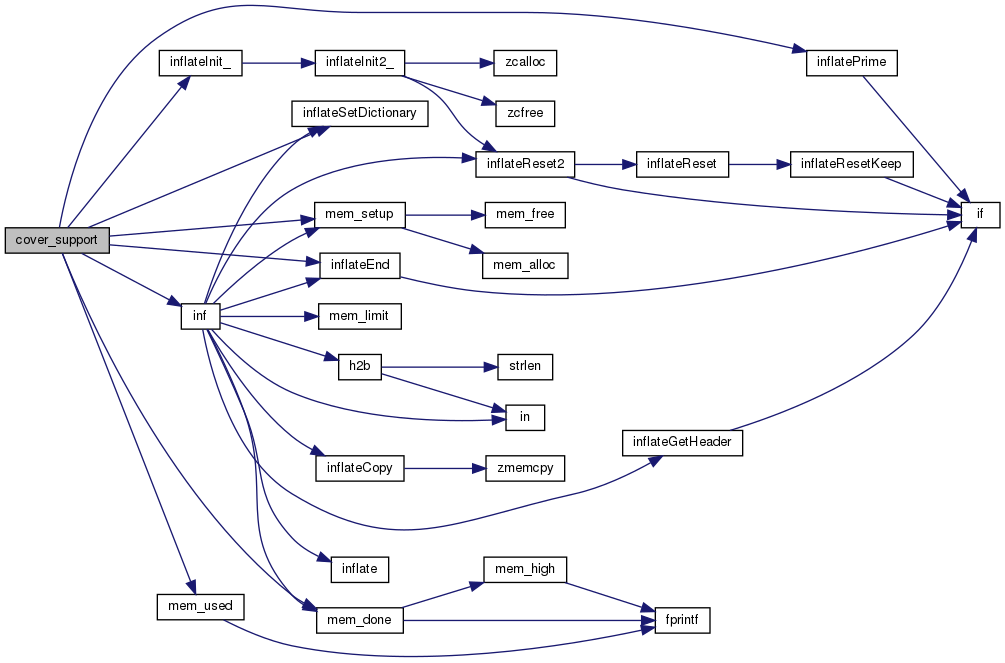 inflateInit_
inflateInit2_
zcalloc
inflatePrime
inflateSetDictionary
zcfree
inflateReset2
inflateReset
inflateResetKeep
mem_setup
mem_free
if
cover_support
inflateEnd
mem_alloc
inf
mem_limit
h2b
strlen
in
inflateGetHeader
inflateCopy
zmemcpy
inflate
mem_high
mem_used
mem_done
fprintf